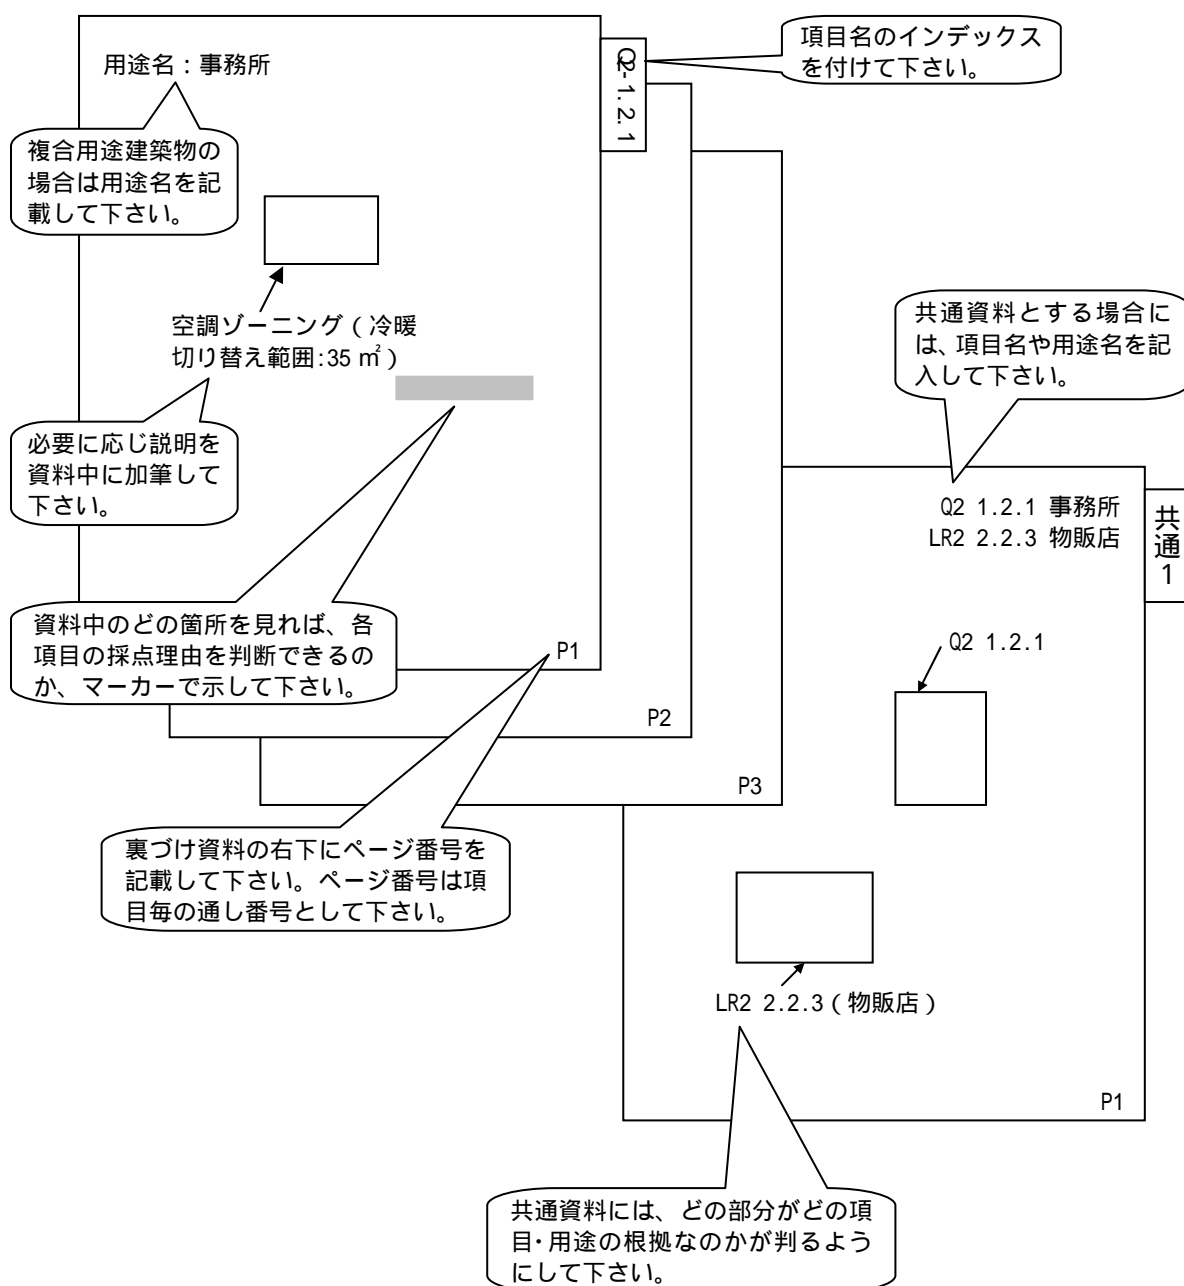 項目名のインデックス
を付けて下さい。
用途名：事務所
Q2-1.2.1
複合用途建築物の
場合は用途名を記
載して下さい。
空調ゾーニング（冷暖
切り替え範囲:35 ㎡）
共通資料とする場合に
は、項目名や用途名を記
入して下さい。
必要に応じ説明を
資料中に加筆して
下さい。
Q2 1.2.1 事務所
LR2 2.2.3 物販店
共通1
資料中のどの箇所を見れば、各
項目の採点理由を判断できるの
か、マーカーで示して下さい。
P1
Q2 1.2.1
P2
P3
裏づけ資料の右下にページ番号を
記載して下さい。ページ番号は項
目毎の通し番号として下さい。
LR2 2.2.3（物販店）
P1
共通資料には、どの部分がどの項
目・用途の根拠なのかが判るよう
にして下さい。